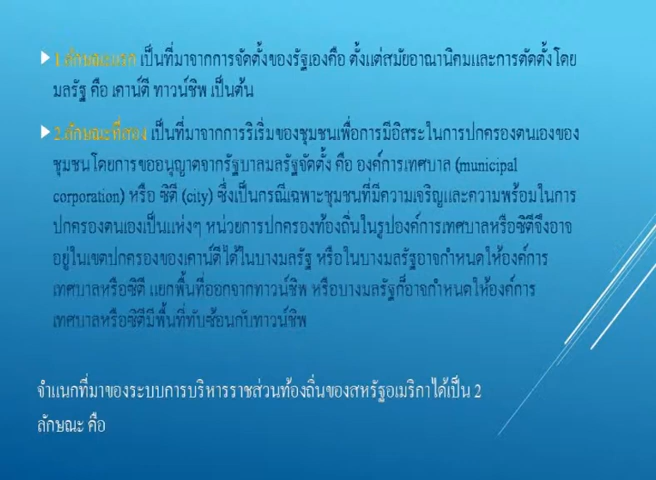 1.ลักษณะแรก เป็นที่มาจากการจัดตั้งของรัฐเองคือ ตั้งแต่สมัยอาณานิคมและการตัดตั้งโดย
มลรัฐ คือ เคาน์ตี ทาวน์ชิพ เป็นต้น
2.ลักษณะที่สอง เป็นที่มาจากการริเริ่มของชุมชนเพื่อการมีอิสระในการปกครองตนเองของ
ชุมชนโดยการขออนุญาตจากรัฐบาลมลรัฐจัดตั้ง คือ องค์การเทศบาล (municipal
corporation) หรือ ซิตี (city) ซึ่งเป็นกรณีเฉพาะชุมชนที่มีความเจริญและความพร้อมในการ
ปกครองตนเองเป็นแห่งๆ หน่วยการปกครองท้องถิ่นในรูปองค์การเทศบาลหรือซิตีจึงอาจ
อยู่ในเขตปกครองของเคาน์ตีได้ในบางมลรัฐ หรือในบางมลรัฐอาจกำหนดให้องค์การ
เทศบาลหรือซิตี แยกพื้นที่ออกจากทาวน์ชิพ หรือบางมลรัฐก็อาจกำหนดให้องค์การ
เทศบาลหรือซิตีมีพื้นที่ทับซ้อนกับทาวน์ชิพ
จำแนกที่มาของระบบการบริหารราชส่วนท้องถิ่นของสหรัฐอเมริกาได้เป็น 2
ลักษณะ คือ